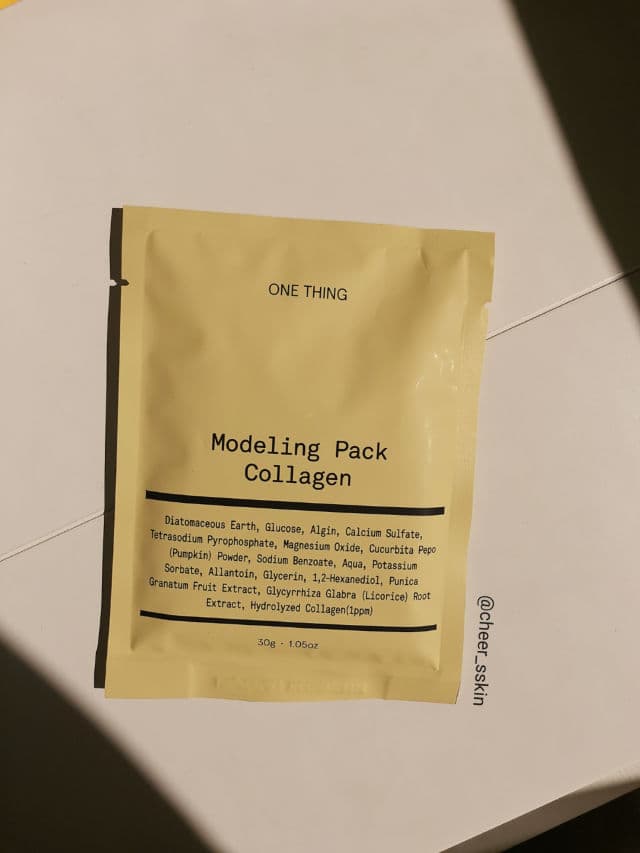 ONE THING
Modeling Pack
Collagen
Diatomaceous Earth, Glucose, Algin, Calcium Sulfate,
Tetrasodium Pyrophosphate, Magnesium Oxide, Cucurbita Pepo
(Pumpkin) Powder, Sodium Benzoate, Aqua, Potassium
Sorbate, Allantoin, Glycerin, 1,2-Hexanediol, Punica
Granatum Fruit Extract, Glycyrrhiza Glabra (Licorice) Root
Extract, Hydrolyzed Collagen(1ppm)
30g - 1.05oz
@cheer_sskin